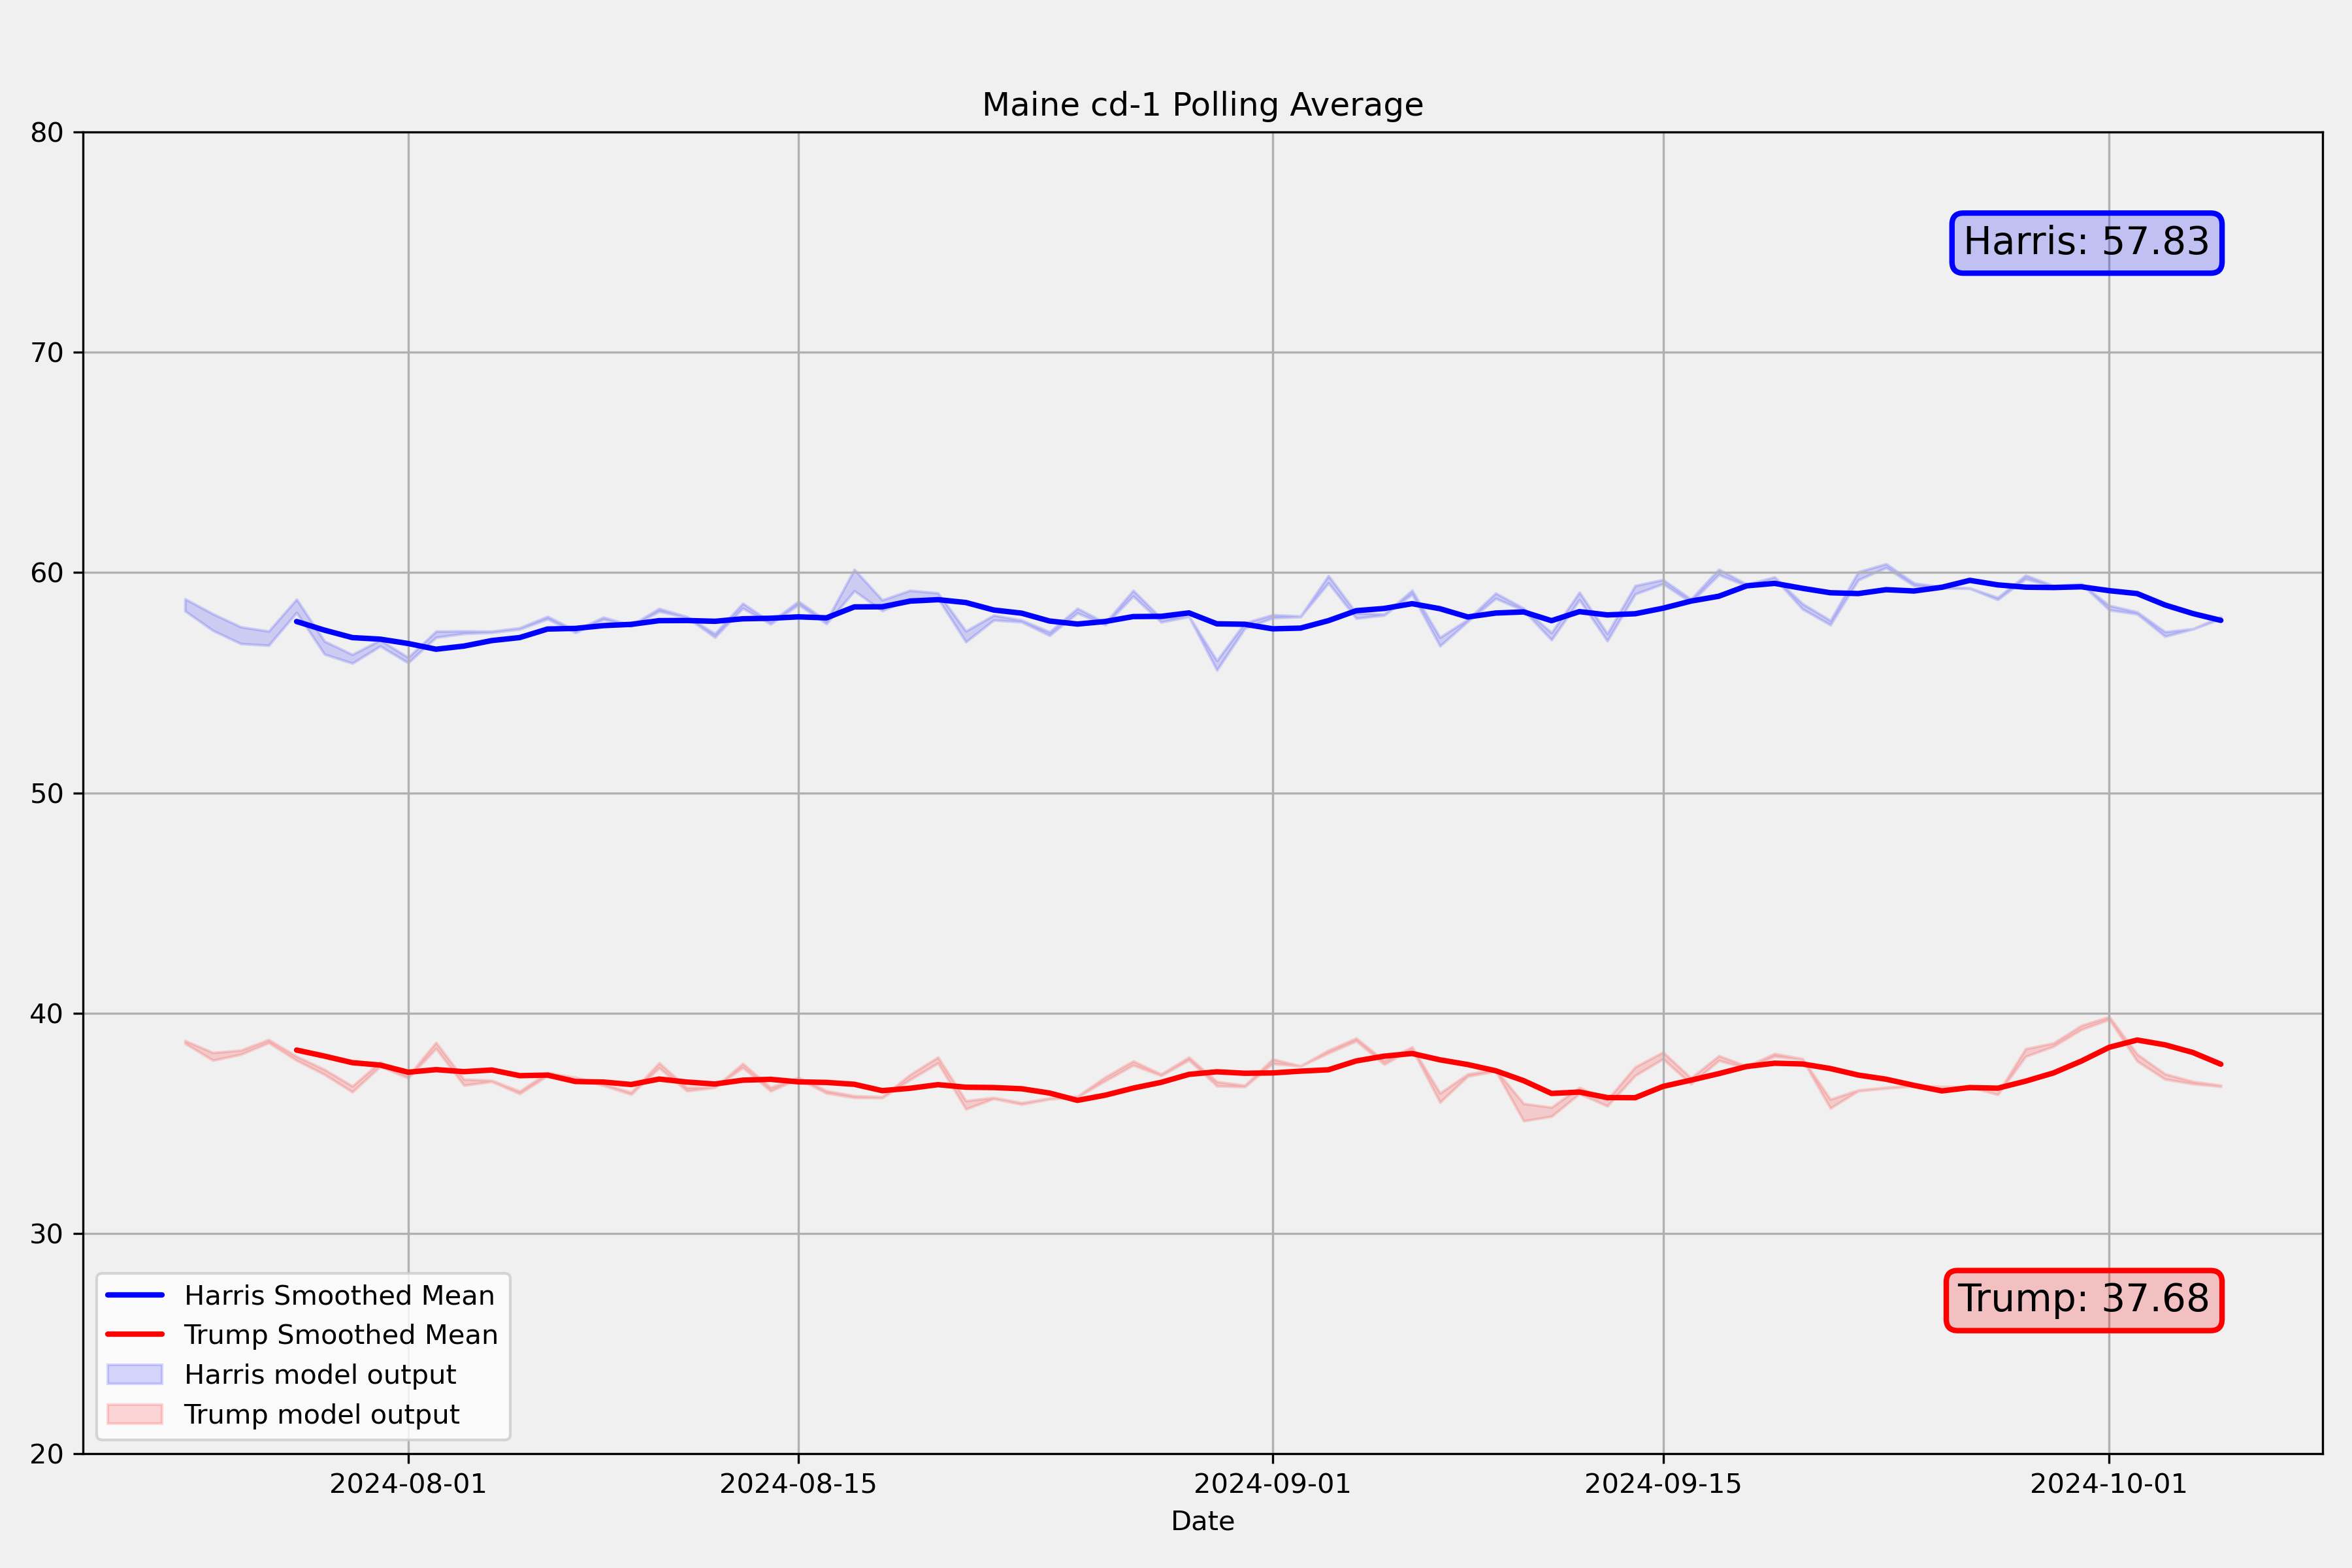 Maine cd-1 Polling Average
80
70
60
50
40
30
20
Harris: 57.83
Trump: 37.68
Harris Smoothed Mean
Trump Smoothed Mean
Harris model output
Trump model output
2024-08-01 2024-08-15 2024-09-01 2024-09-15 2024-10-01
Date